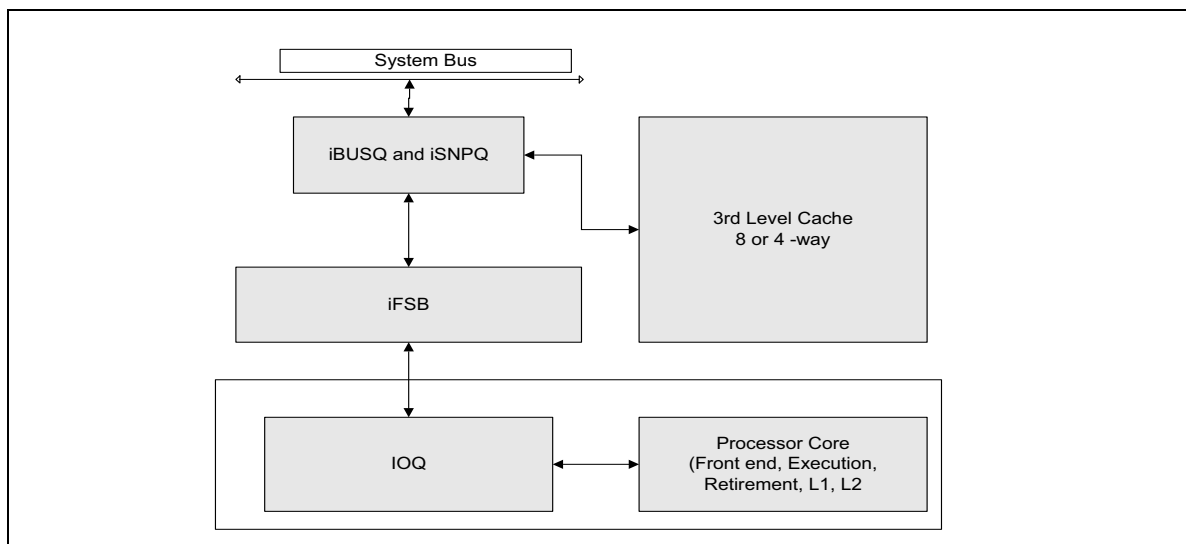 System Bus
iBUSQ and iSNPQ
3rd Level Cache
8 or 4 -way
iFSB
IOQ
Processor Core
(Front end, Execution,
Retirement, L1, L2